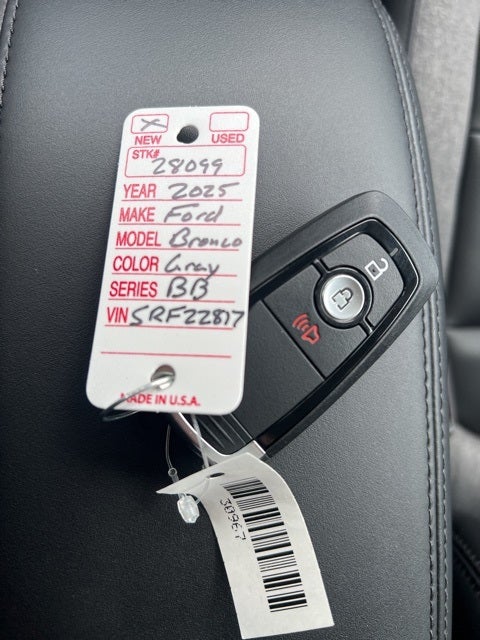 X
NEW USED
STK#
28099
YEAR 2025
MAKE Ford
MODEL Bronco
COLOR Gray
SERIES BB
VIN SRF22817
MADE IN U.S.A.
30967